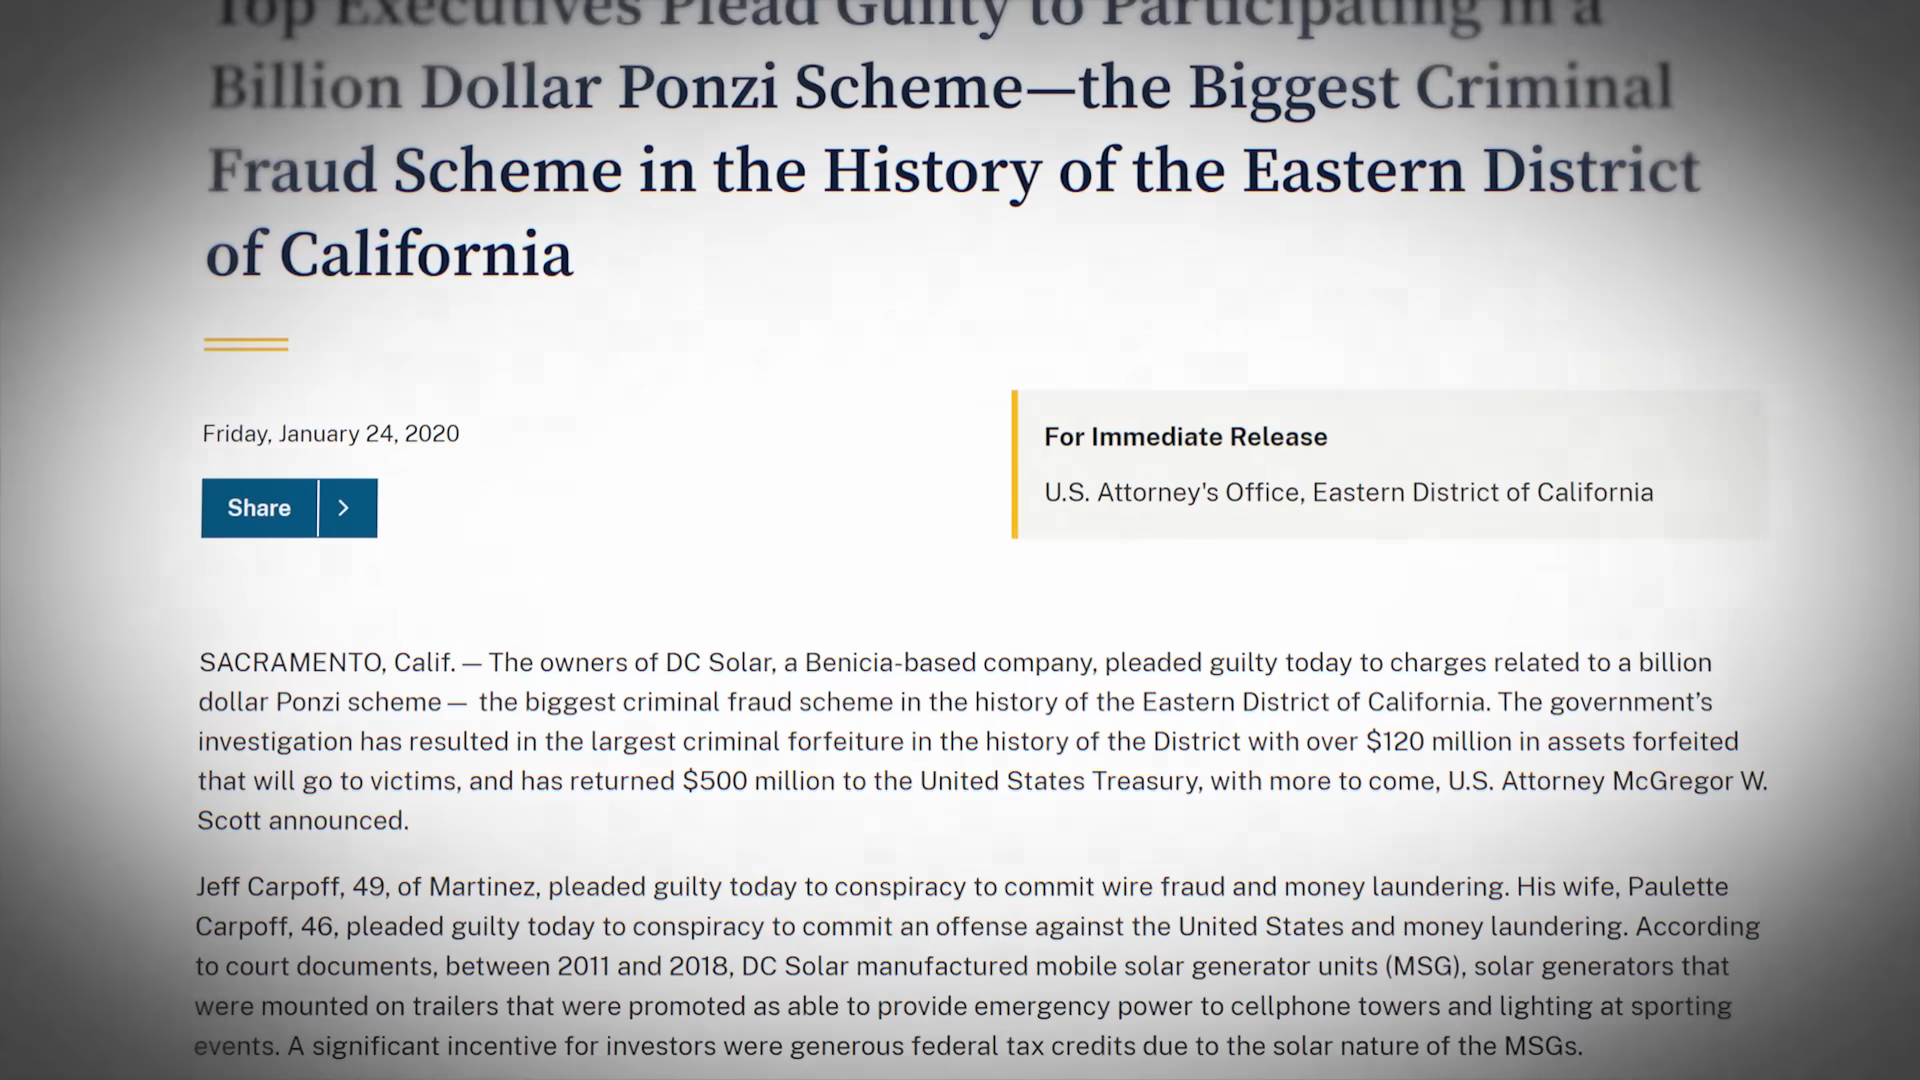 Top Executives Plead Guilty to Participating in a
Billion Dollar Ponzi Scheme—the Biggest Criminal
Fraud Scheme in the History of the Eastern District
of California
Friday, January 24, 2020
Share
For Immediate Release
U.S. Attorney's Office, Eastern District of California
SACRAMENTO, Calif. — The owners of DC Solar, a Benicia-based company, pleaded guilty today to charges related to a billion
dollar Ponzi scheme — the biggest criminal fraud scheme in the history of the Eastern District of California. The government’s
investigation has resulted in the largest criminal forfeiture in the history of the District with over $120 million in assets forfeited
that will go to victims, and has returned $500 million to the United States Treasury, with more to come, U.S. Attorney McGregor W.
Scott announced.
Jeff Carpoff, 49, of Martinez, pleaded guilty today to conspiracy to commit wire fraud and money laundering. His wife, Paulette
Carpoff, 46, pleaded guilty today to conspiracy to commit an offense against the United States and money laundering. According
to court documents, between 2011 and 2018, DC Solar manufactured mobile solar generator units (MSG), solar generators that
were mounted on trailers that were promoted as able to provide emergency power to cellphone towers and lighting at sporting
events. A significant incentive for investors were generous federal tax credits due to the solar nature of the MSGs.